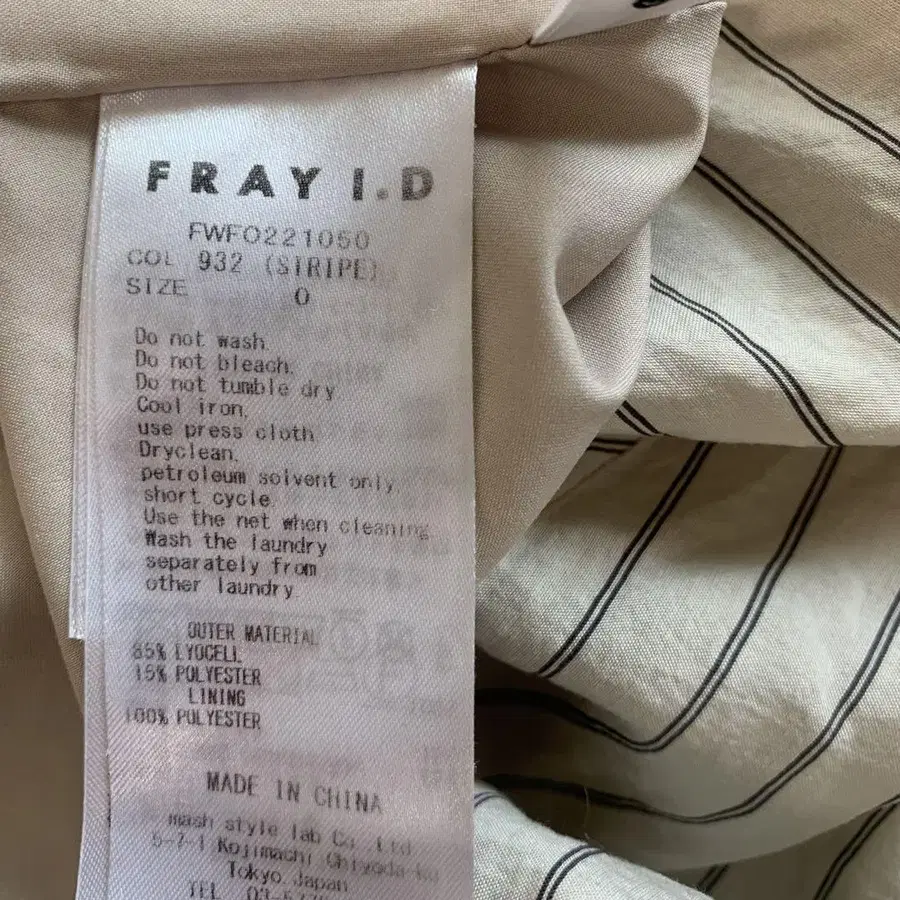 FRAY I.D
FWFO221050
COL 932 (STRIPE)
SIZE 0
Do not wash.
Do not bleach.
Do not tumble dry
Cool iron,
use press cloth
Dryclean.
petroleum solvent only,
short cycle.
Use the net when cleaning
Wash the laundry
separately from
other laundry.
OUTER MATERIAL
85% LYOCELL
15% POLYESTER
LINING
100% POLYESTER
MADE IN CHINA
mash style lab Co.,Ltd
5-7-1 Kojimachi Chiyoda-ku
Tokyo Japan
TEL 03-